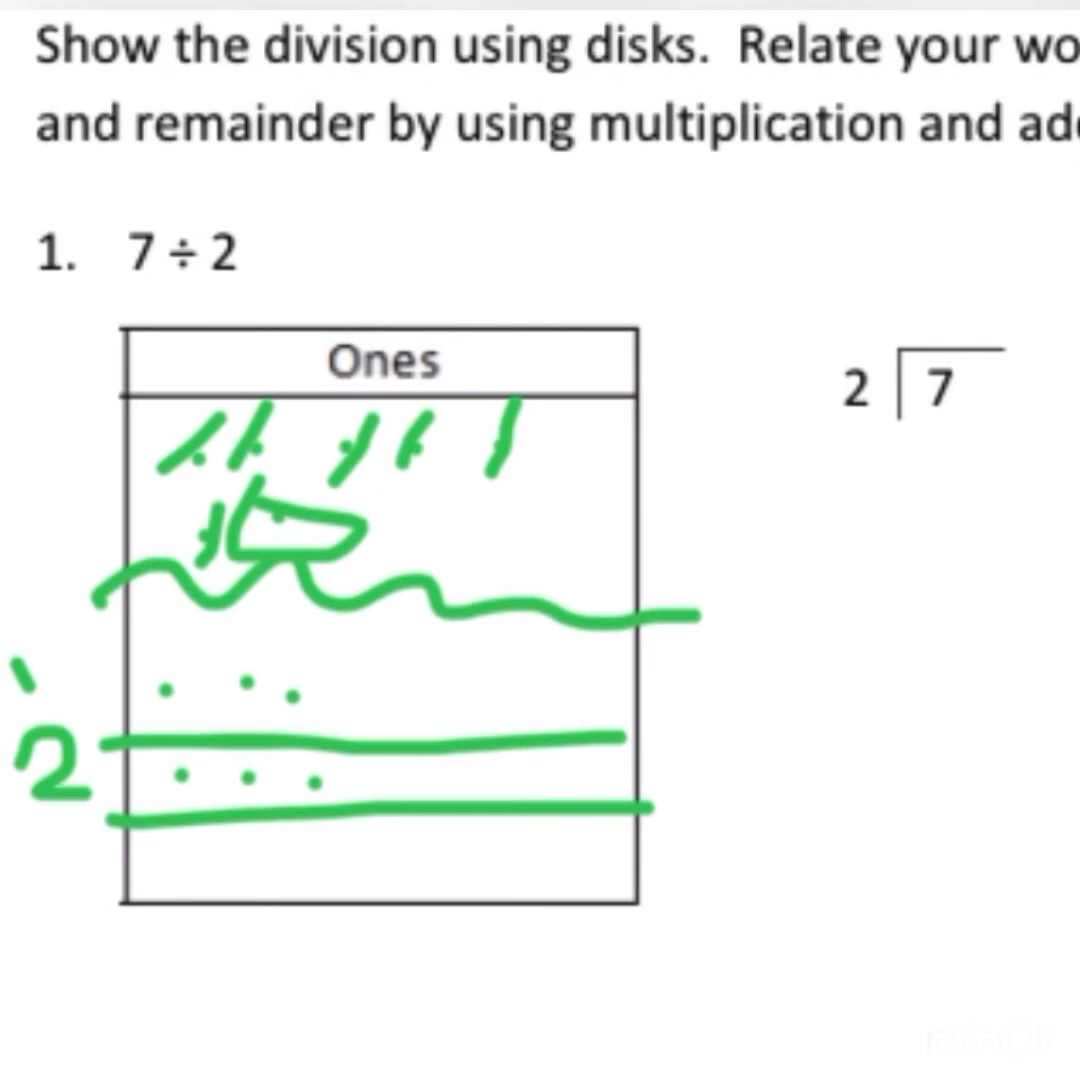 Show the division using disks. Relate your wo
and remainder by using multiplication and ad
1. 7 ÷ 2
Ones
2 7
2